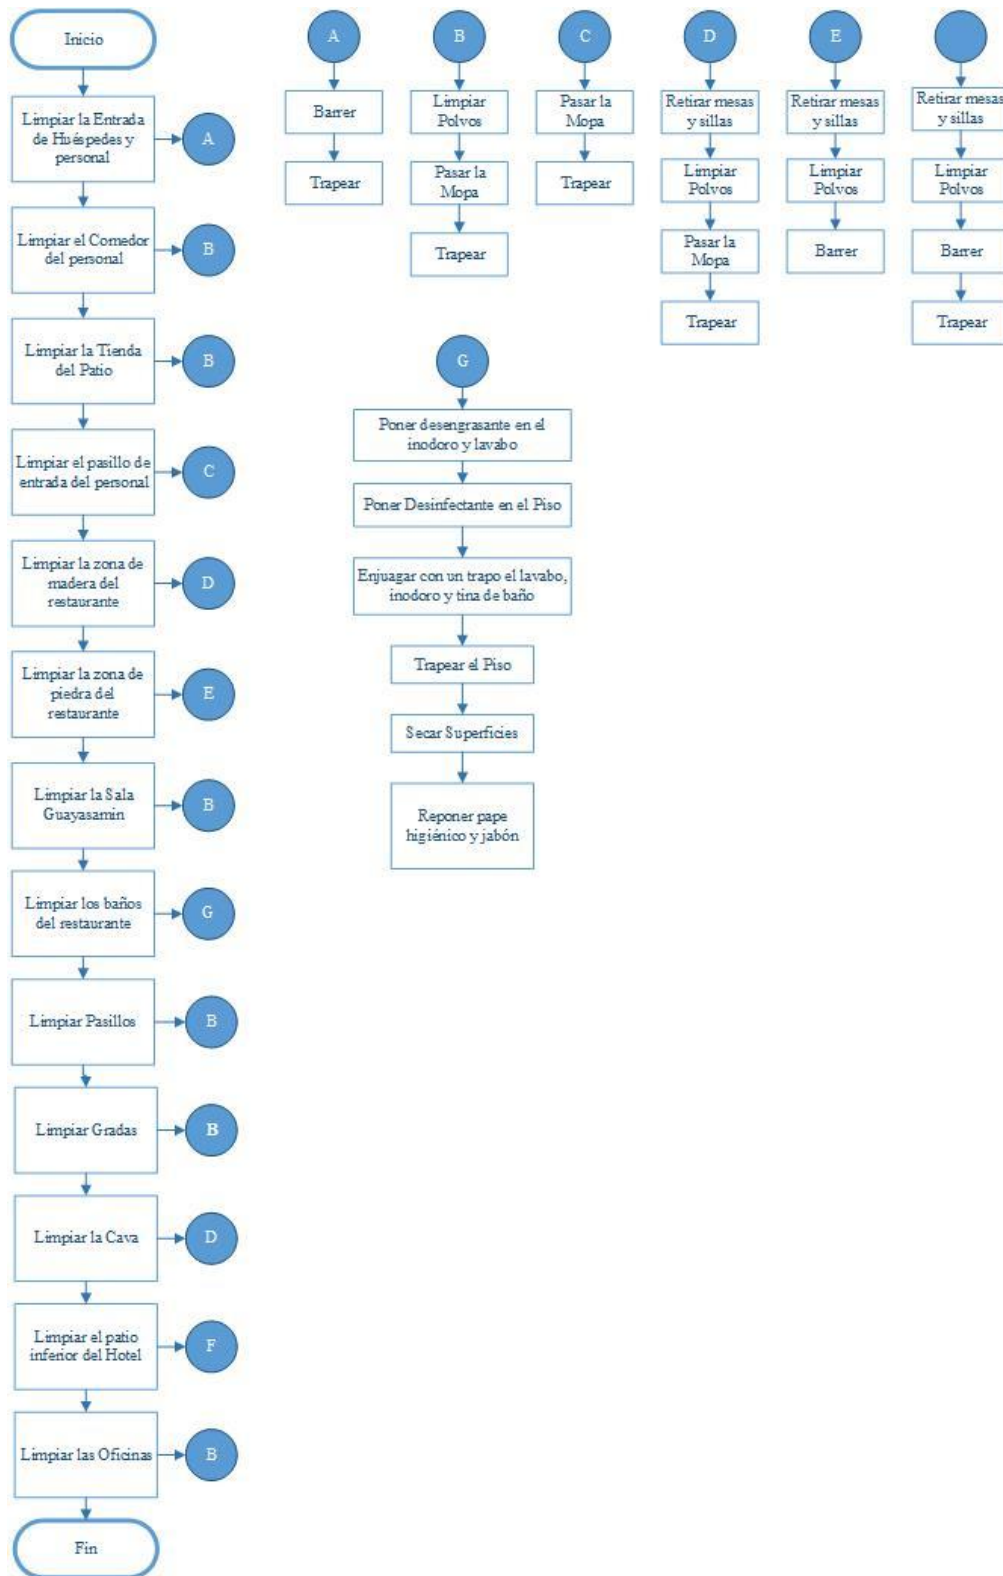 Inicio
Limpiar la Entrada
de Huéspedes y
personal
A
Limpiar el Comedor
del personal
B
Limpiar la Tienda
del Patio
B
Limpiar el pasillo de
entrada del personal
C
Limpiar la zona de
madera del
restaurante
D
Limpiar la zona de
piedra del
restaurante
E
Limpiar la Sala
Guayasamin
B
Limpiar los baños
del restaurante
G
Limpiar Pasillos
B
Limpiar Gradas
B
Limpiar la Cava
D
Limpiar el patio
inferior del Hotel
F
Limpiar las Oficinas
B
Fin
A
Barrer
Trapear
B
Limpiar
Polvos
Pasar la
Mopa
Trapear
C
Pasar la
Mopa
Trapear
D
Retirar mesas
y sillas
Limpiar
Polvos
Pasar la
Mopa
Trapear
E
Retirar mesas
y sillas
Limpiar
Polvos
Barrer
Retirar mesas
y sillas
Limpiar
Polvos
Barrer
Trapear
G
Poner desengrasante en el
inodoro y lavabo
Poner Desinfectante en el Piso
Enjuagar con un trapo el lavabo,
inodoro y tina de baño
Trapear el Piso
Secar Superficies
Reponer pape
higiénico y jabón